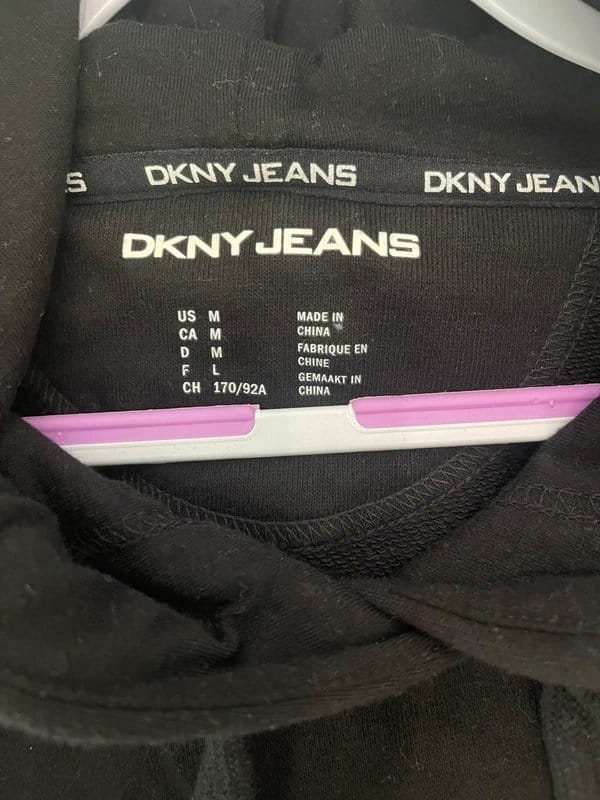 S DKNY JEANS DKNY JEAN
DKNY JEANS
US M
CA M
D M
F L
CH 170/92A
MADE IN
CHINA
FABRIQUE EN
CHINE
GEMAAKT IN
CHINA